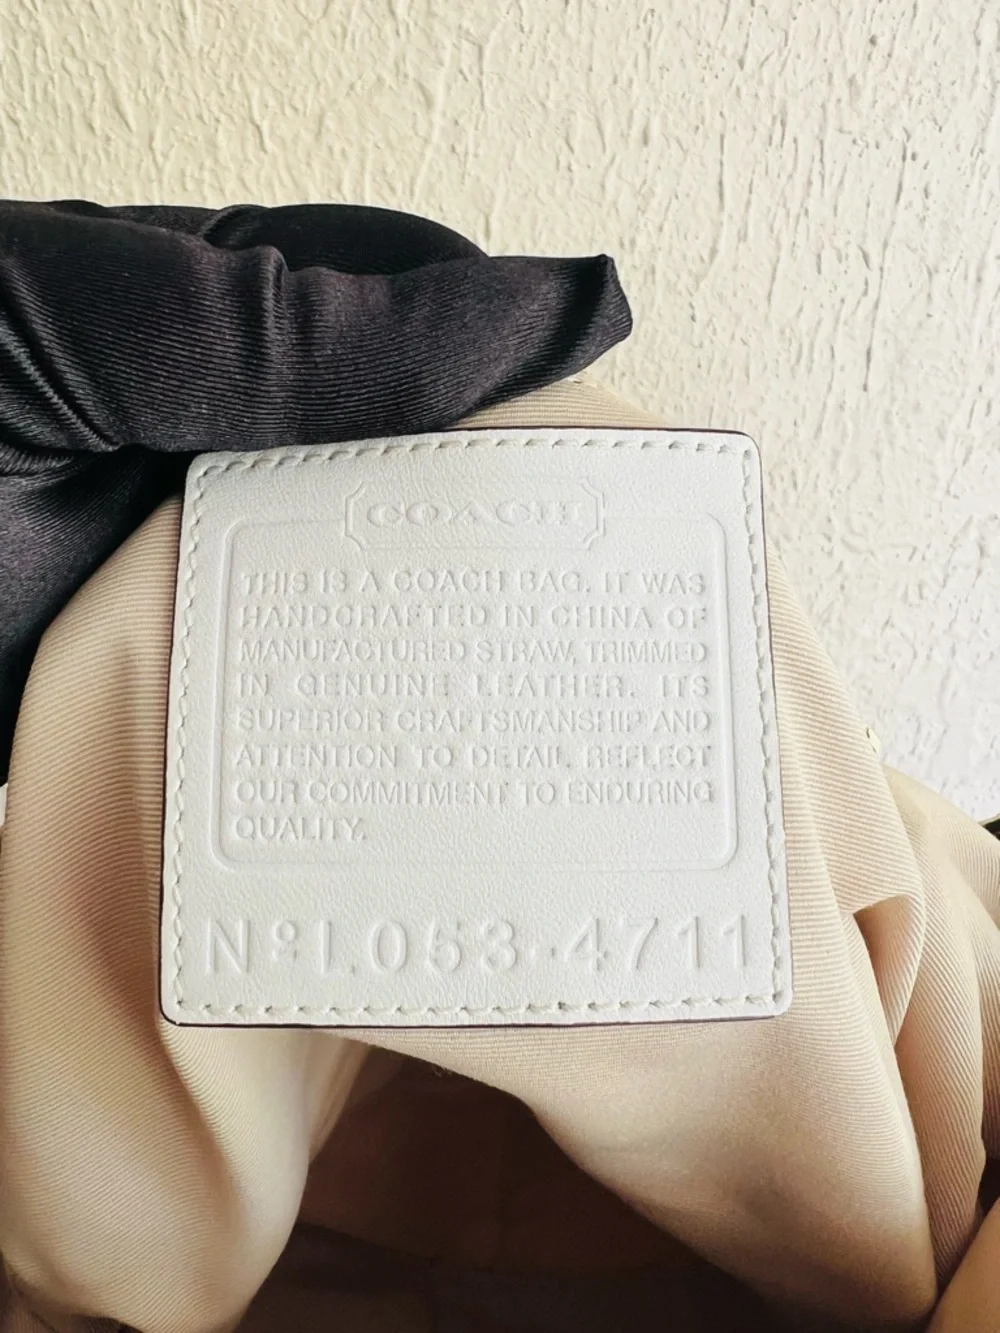 COACH
THIS IS A COACH BAG. IT WAS
HANDCRAFTED IN CHINA OF
MANUFACTURED STRAW, TRIMMED
IN GENUINE LEATHER. ITS
SUPERIOR CRAFTSMANSHIP AND
ATTENTION TO DETAIL REFLECT
OUR COMMITMENT TO ENDURING
QUALITY.
Nº L053-4711